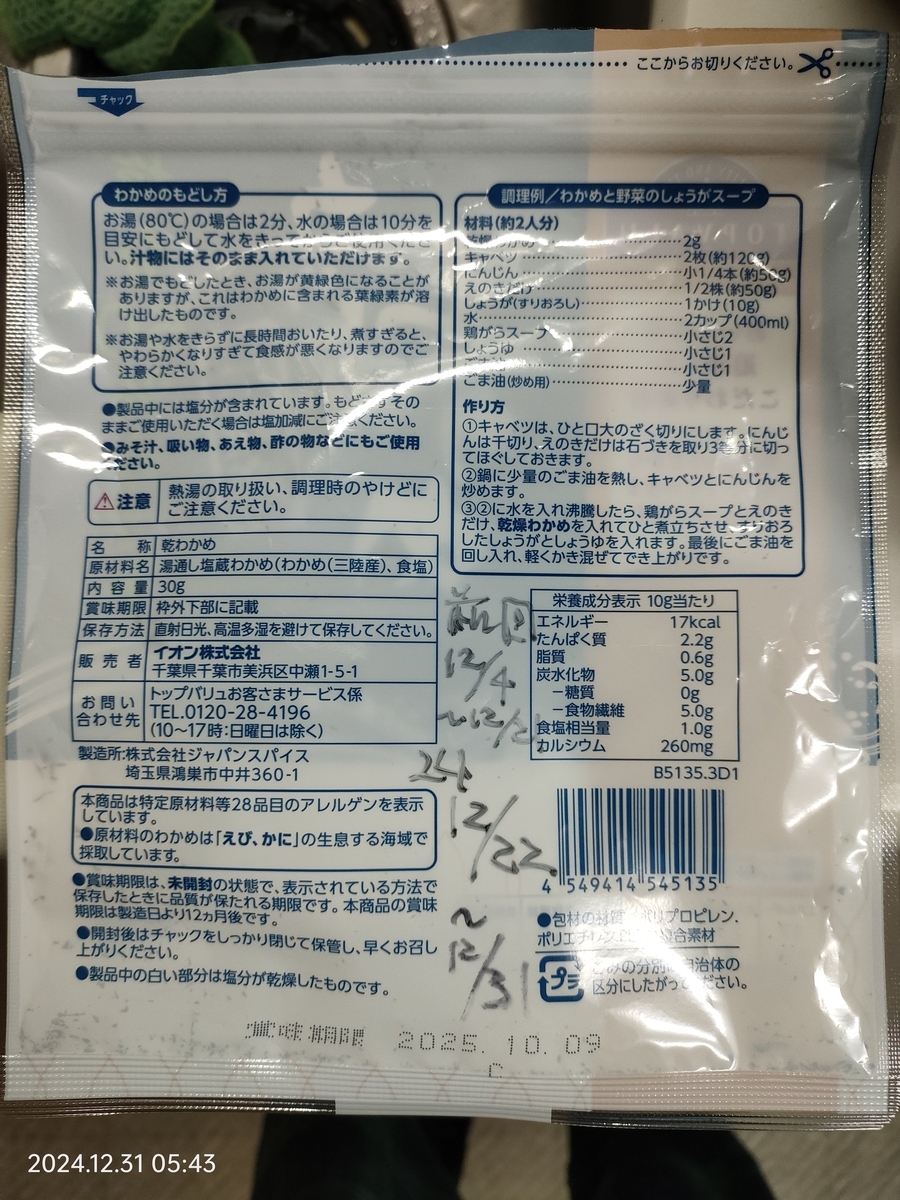 ここからお切りください。
チャック
わかめのもどし方
お湯(80℃)の場合は2分、水の場合は10分を
目安にもどして水をきってからご使用くださ
い。汁物にはそのまま入れていただけます。
※お湯でもどしたとき、お湯が黄緑色になることが
ありますが、これはわかめに含まれる葉緑素が溶
け出したものです。
※お湯や水をきらずに長時間おいたり、煮すぎると、
やわらかくなりすぎて食感が悪くなりますのでご
注意ください。
●製品中には塩分が含まれています。もどさずその
ままご使用いただく場合は塩加減にご注意ください。
●みそ汁、吸い物、あえ物、酢の物などにもご使用
ください。
注意
熱湯の取り扱い、調理時のやけどに
ご注意ください。
名称 乾わかめ
原材料名 湯通し塩蔵わかめ(わかめ(三陸産)、食塩)
内容量 30g
賞味期限 枠外下部に記載
保存方法 直射日光、高温多湿を避けて保存してください。
販売者 イオン株式会社
千葉県千葉市美浜区中瀬1-5-1
お問い合わせ先 トップバリュお客さまサービス係
TEL.0120-28-4196
(10~17時:日曜日は除く)
製造所:株式会社ジャパンスパイス
埼玉県鴻巣市中井360-1
本商品は特定原材料等28品目のアレルゲンを表示
しています。
●原材料のわかめは「えび、かに」の生息する海域で
採取しています。
●賞味期限は、未開封の状態で、表示されている方法で
保存したときに品質が保たれる期限です。本商品の賞味
期限は製造日より12ヵ月後です。
●開封後はチャックをしっかり閉じて保管し、早くお召し
上がりください。
●製品中の白い部分は塩分が乾燥したものです。
調理例/わかめと野菜のしょうがスープ
材料(約2人分)
乾燥わかめ 2g
キャベツ 2枚(約120g)
にんじん 小1/4本(約50g)
えのきだけ 1/2株(約50g)
しょうが(すりおろし) 1かけ(10g)
水 2カップ(400ml)
鶏がらスープ 小さじ2
しょうゆ 小さじ1
ごま油 小さじ1
ごま油(炒め用) 少量
作り方
①キャベツは、ひと口大のざく切りにします。にんじ
んは千切り、えのきだけは石づきを取り3等分に切っ
てほぐしておきます。
②鍋に少量のごま油を熱し、キャベツとにんじんを
炒めます。
③②に水を入れ沸騰したら、鶏がらスープとえのき
だけ、乾燥わかめを入れてひと煮立ちさせ、すりおろ
したしょうがとしょうゆを入れます。最後にごま油を
回し入れ、軽くかき混ぜてでき上がりです。
前回
12/4
24
12/22
~
12/31
栄養成分表示 10g当たり
エネルギー 17kcal
たんぱく質 2.2g
脂質 0.6g
炭水化物 5.0g
-糖質 0g
-食物繊維 5.0g
食塩相当量 1.0g
カルシウム 260mg
B5135.3D1
4 549414 545135
●包材の材質/ポリプロピレン、
プラ
ごみの分別は自治体の
区分にしたがってください。
賞味期限 2025.10.09
C
2024.12.31 05:43